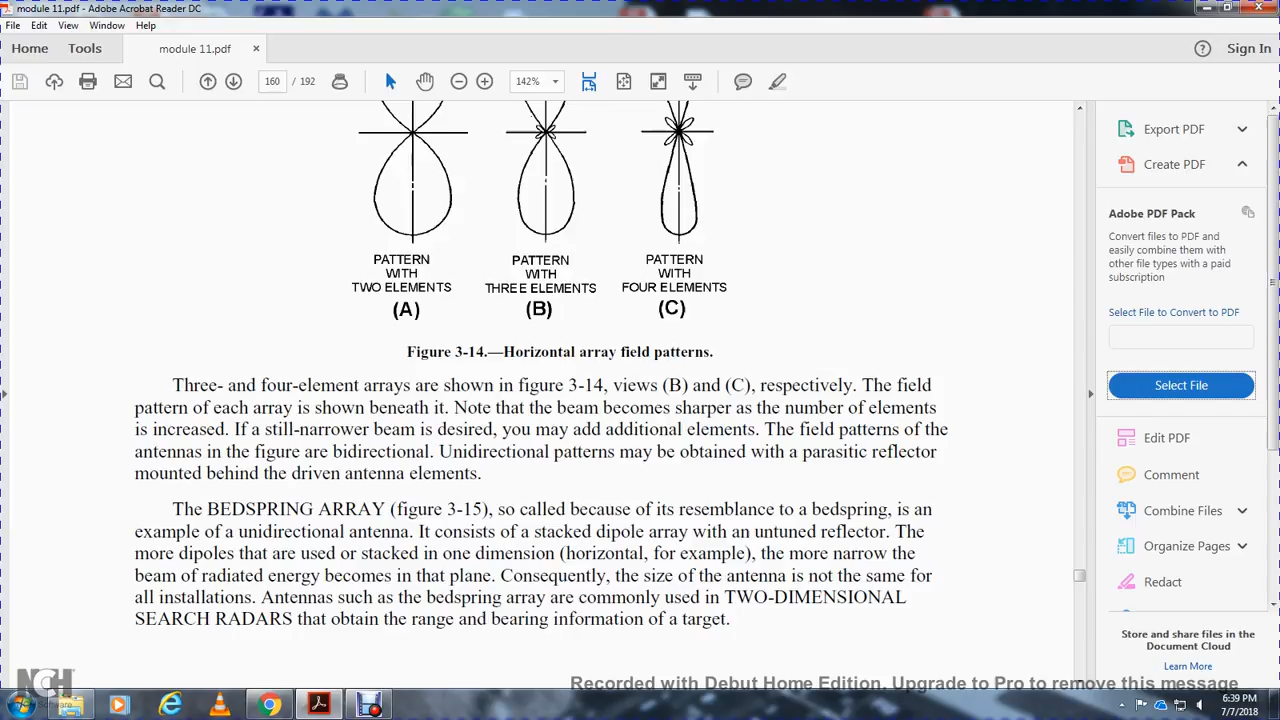 module 11.pdf - Adobe Acrobat Reader DC
File Edit View Window Help
Home Tools module 11.pdf × Sign In
160 / 192 142%
PATTERN WITH TWO ELEMENTS
(A)
PATTERN WITH THREE ELEMENTS
(B)
PATTERN WITH FOUR ELEMENTS
(C)
Figure 3-14.—Horizontal array field patterns.
Three- and four-element arrays are shown in figure 3-14, views (B) and (C), respectively. The field
pattern of each array is shown beneath it. Note that the beam becomes sharper as the number of elements
is increased. If a still-narrower beam is desired, you may add additional elements. The field patterns of the
antennas in the figure are bidirectional. Unidirectional patterns may be obtained with a parasitic reflector
mounted behind the driven antenna elements.
The BEDSPRING ARRAY (figure 3-15), so called because of its resemblance to a bedspring, is an
example of a unidirectional antenna. It consists of a stacked dipole array with an untuned reflector. The
more dipoles that are used or stacked in one dimension (horizontal, for example), the more narrow the
beam of radiated energy becomes in that plane. Consequently, the size of the antenna is not the same for
all installations. Antennas such as the bedspring array are commonly used in TWO-DIMENSIONAL
SEARCH RADARS that obtain the range and bearing information of a target.
Export PDF
Create PDF
Adobe PDF Pack
Convert files to PDF and
easily combine them with
other file types with a paid
subscription
Select File to Convert to PDF
Select File
Edit PDF
Comment
Combine Files
Organize Pages
Redact
Store and share files in the
Document Cloud
Learn More
NCH
Software
Recorded with Debut Home Edition. Upgrade to Pro to remove this message
6:39 PM
7/7/2018